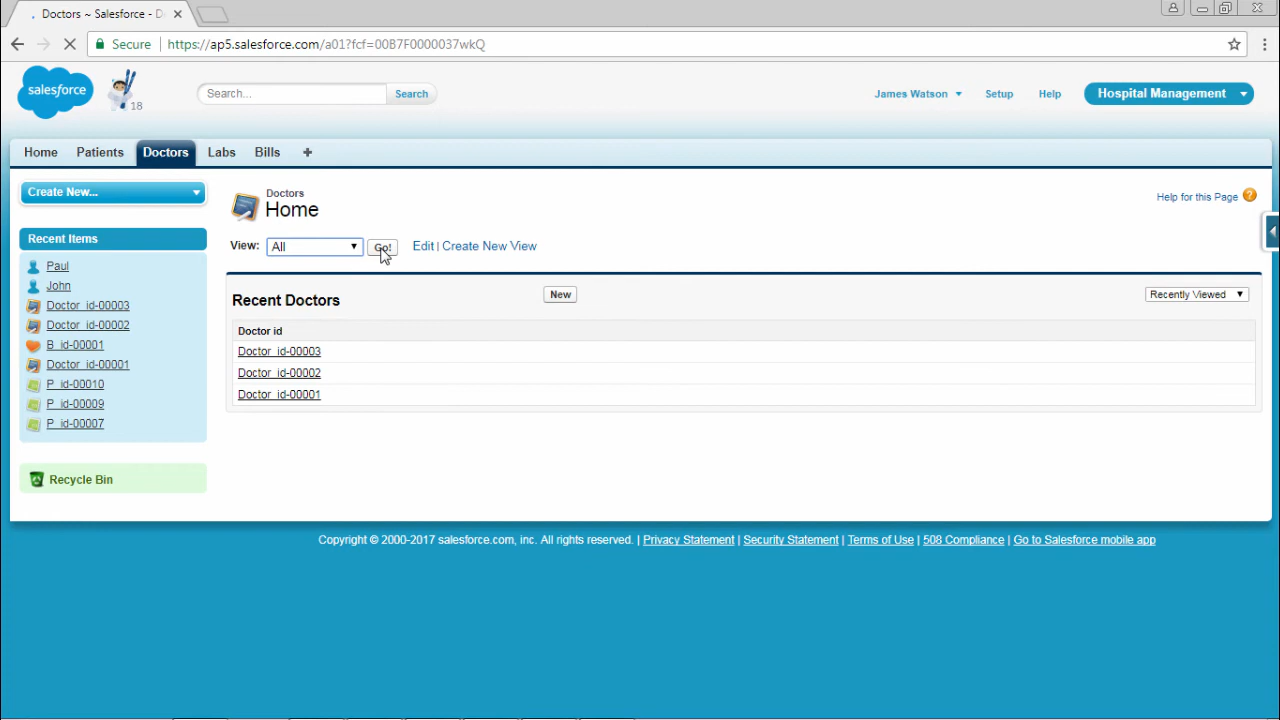 Doctors ~ Salesforce - D
Secure https://ap5.salesforce.com/a01?fcf=00B7F0000037wkQ
salesforce
18
Search...
Search
James Watson
Setup
Help
Hospital Management
Home
Patients
Doctors
Labs
Bills
+
Create New...
Doctors
Home
Help for this Page
View:
All
Go!
Edit | Create New View
Recent Items
Paul
John
Doctor_id-00003
Doctor_id-00002
B_id-00001
Doctor_id-00001
P_id-00010
P_id-00009
P_id-00007
Recycle Bin
Recent Doctors
New
Recently Viewed
Doctor id
Doctor_id-00003
Doctor_id-00002
Doctor_id-00001
Copyright © 2000-2017 salesforce.com, inc. All rights reserved. | Privacy Statement | Security Statement | Terms of Use | 508 Compliance | Go to Salesforce mobile app